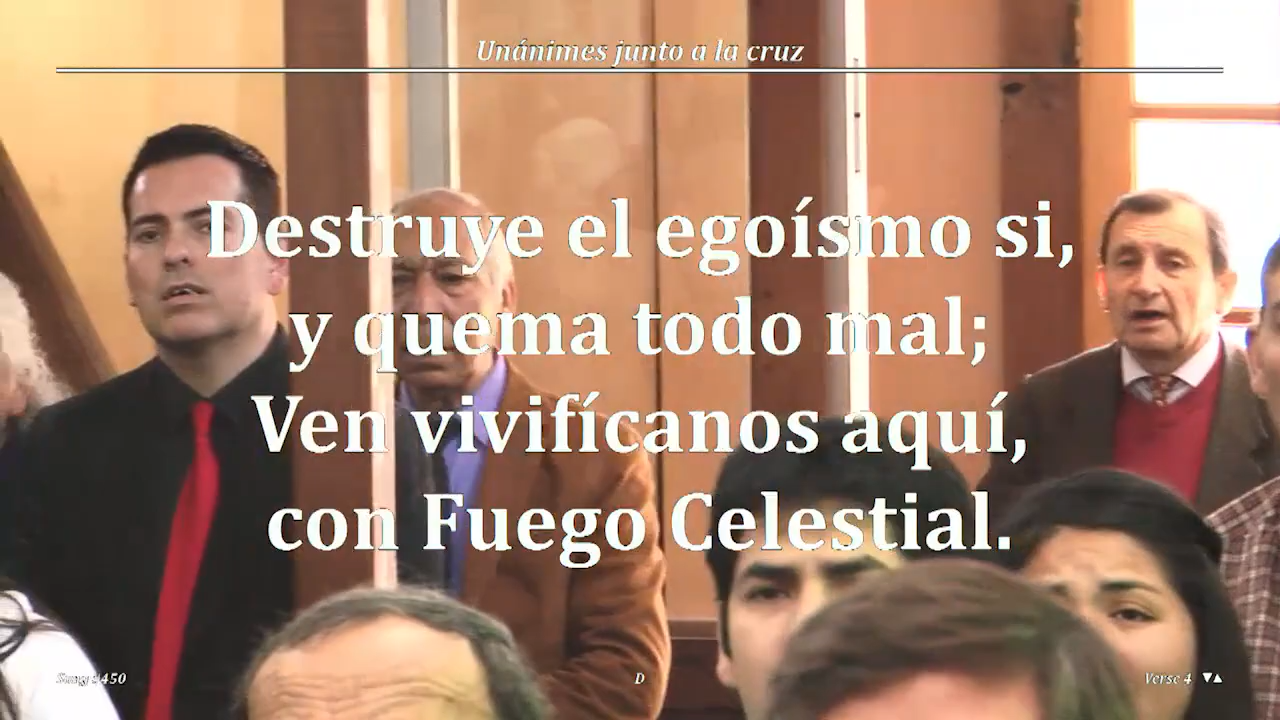 Unánimes junto a la cruz
Destruye el egoísmo si,
y quema todo mal;
Ven vivifícanos aquí,
con Fuego Celestial.
450
D
Verse 4 ▼▲